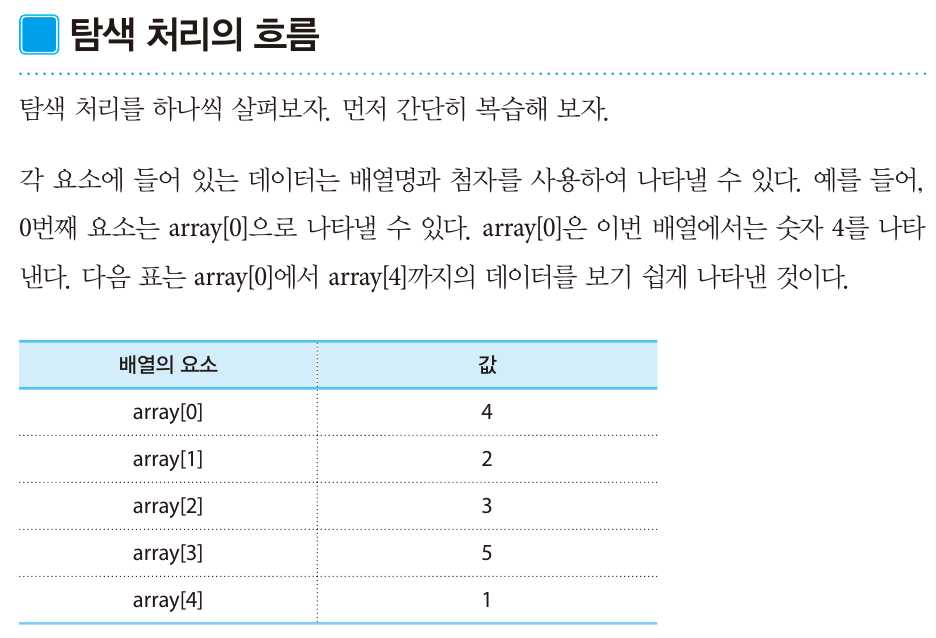 탐색 처리의 흐름
탐색 처리를 하나씩 살펴보자. 먼저 간단히 복습해 보자.
각 요소에 들어 있는 데이터는 배열명과 첨자를 사용하여 나타낼 수 있다. 예를 들어,
0번째 요소는 array[0]으로 나타낼 수 있다. array[0]은 이번 배열에서는 숫자 4를 나타
낸다. 다음 표는 array[0]에서 array[4]까지의 데이터를 보기 쉽게 나타낸 것이다.
배열의 요소 값
array[0] 4
array[1] 2
array[2] 3
array[3] 5
array[4] 1